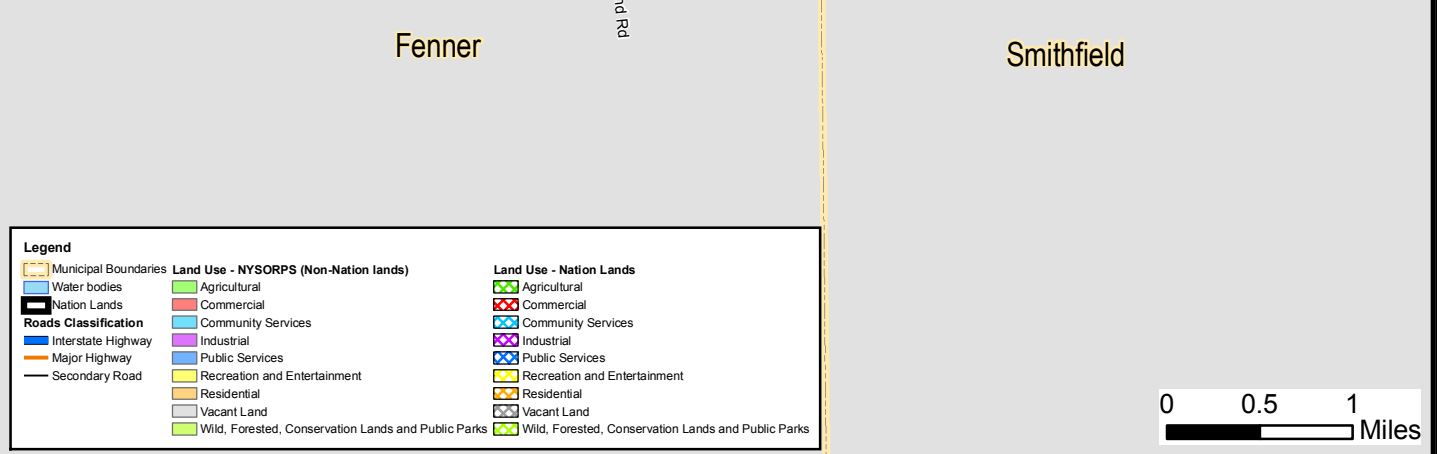 nd Rd
Fenner
Smithfield
Legend
Municipal Boundaries
Water bodies
Nation Lands
Roads Classification
Interstate Highway
Major Highway
Secondary Road
Land Use - NYSORPS (Non-Nation lands)
Agricultural
Commercial
Community Services
Industrial
Public Services
Recreation and Entertainment
Residential
Vacant Land
Wild, Forested, Conservation Lands and Public Parks
Land Use - Nation Lands
Agricultural
Commercial
Community Services
Industrial
Public Services
Recreation and Entertainment
Residential
Vacant Land
Wild, Forested, Conservation Lands and Public Parks
0 0.5 1
Miles